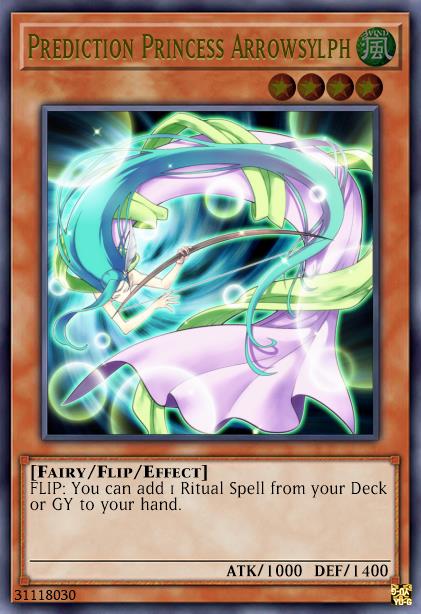 Prediction Princess Arrowsylph
WIND
風
[Fairy/Flip/Effect]
FLIP: You can add 1 Ritual Spell from your Deck
or GY to your hand.
ATK/1000 DEF/1400
31118030